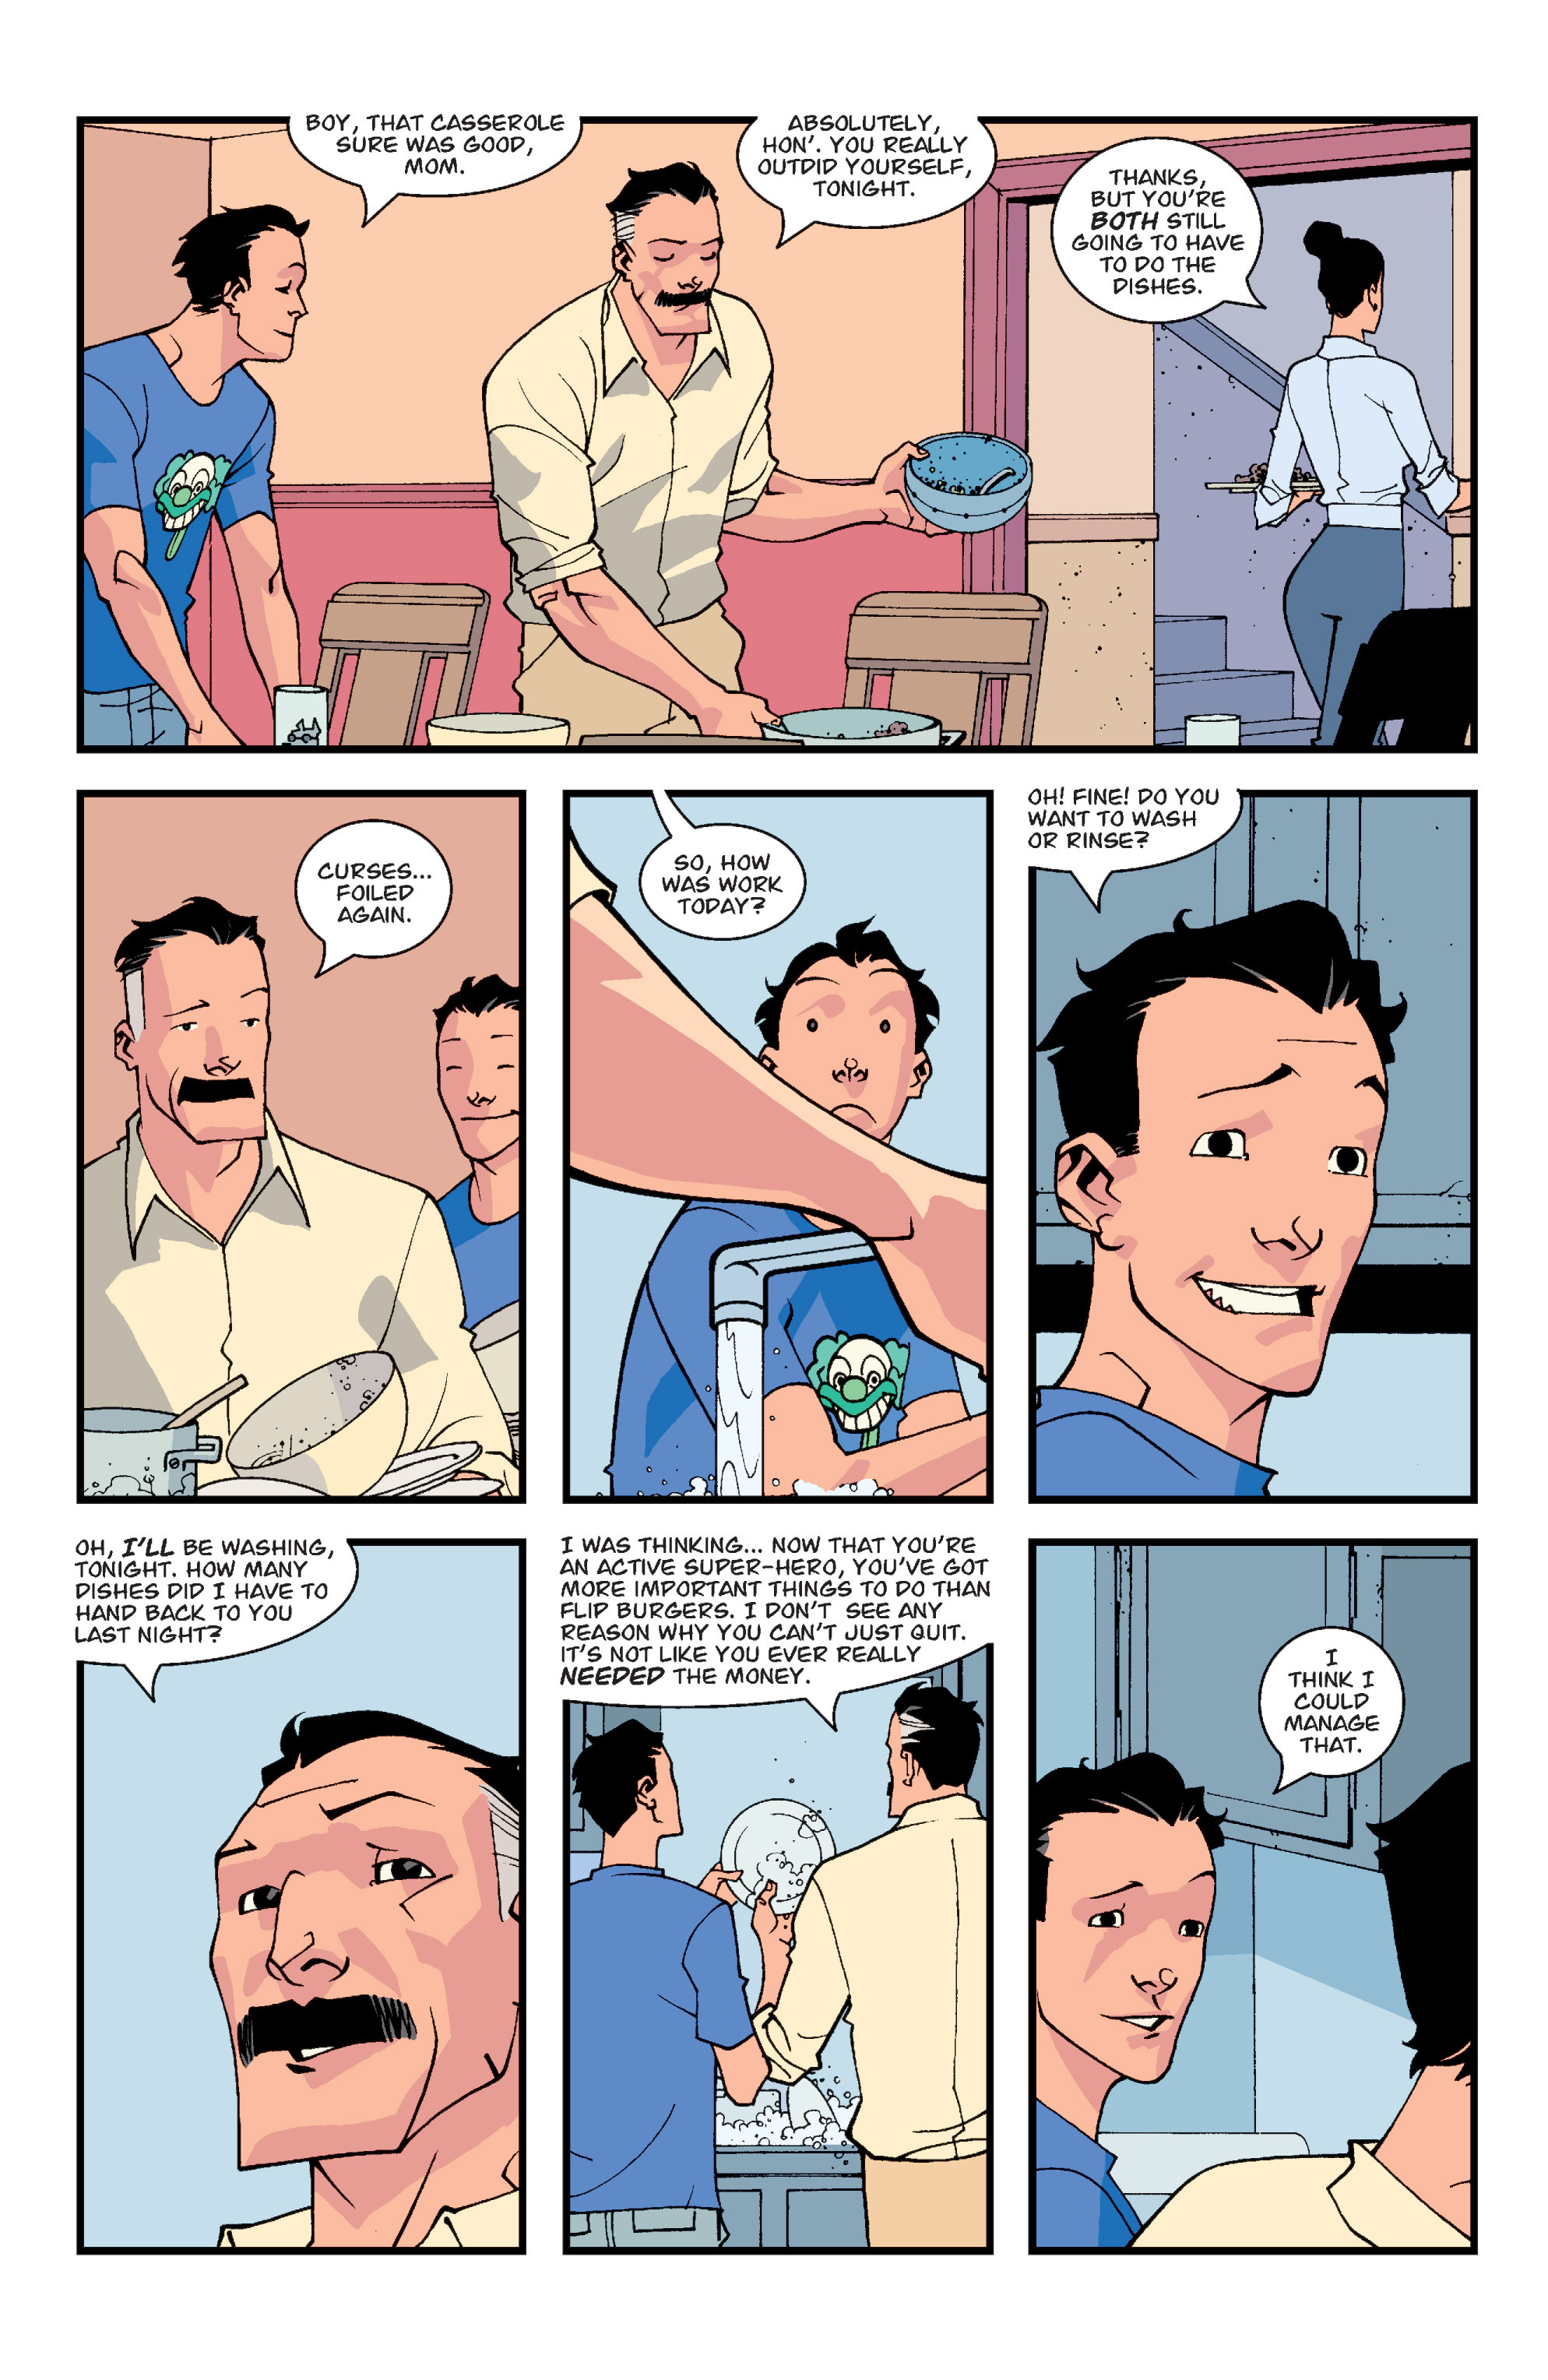 BOY, THAT CASSEROLE
SURE WAS GOOD,
MOM.
ABSOLUTELY,
HON'. YOU REALLY
OUTDID YOURSELF,
TONIGHT.
THANKS,
BUT YOU'RE
BOTH STILL
GOING TO HAVE
TO DO THE
DISHES.
CURSES...
FOILED
AGAIN.
SO, HOW
WAS WORK
TODAY?
OH! FINE! DO YOU
WANT TO WASH
OR RINSE?
OH, I'LL BE WASHING,
TONIGHT. HOW MANY
DISHES DID I HAVE TO
HAND BACK TO YOU
LAST NIGHT?
I WAS THINKING... NOW THAT YOU'RE
AN ACTIVE SUPER-HERO, YOU'VE GOT
MORE IMPORTANT THINGS TO DO THAN
FLIP BURGERS. I DON'T SEE ANY
REASON WHY YOU CAN'T JUST QUIT.
IT'S NOT LIKE YOU EVER REALLY
NEEDED THE MONEY.
I
THINK I
COULD
MANAGE
THAT.